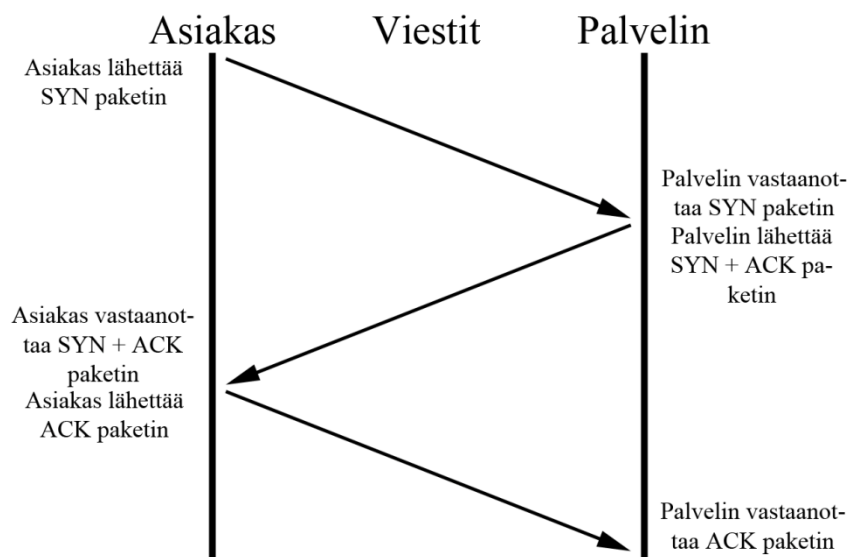 Asiakas Viestit Palvelin
Asiakas lähettää
SYN paketin
Palvelin vastaanot-
taa SYN paketin
Palvelin lähettää
SYN + ACK pa-
ketin
Asiakas vastaanot-
taa SYN + ACK
paketin
Asiakas lähettää
ACK paketin
Palvelin vastaanot-
taa ACK paketin